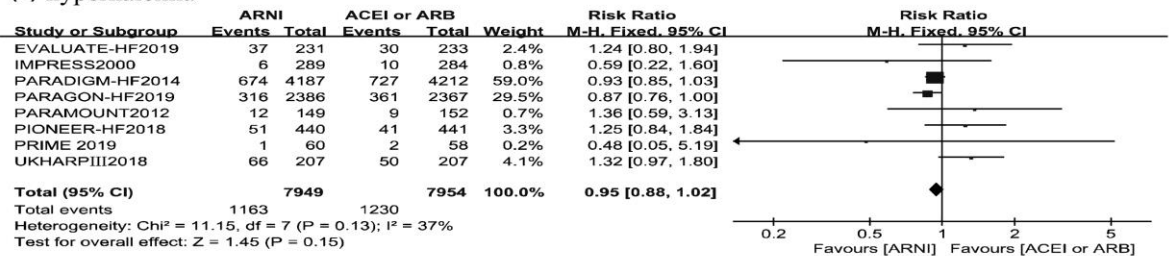 ARNI ACEI or ARB Risk Ratio Risk Ratio
Study or Subgroup Events Total Events Total Weight M-H, Fixed, 95% CI M-H, Fixed, 95% CI
EVALUATE-HF2019 37 231 30 233 2.4% 1.24 [0.80, 1.94]
IMPRESS2000 6 289 10 284 0.8% 0.59 [0.22, 1.60]
PARADIGM-HF2014 674 4187 727 4212 59.0% 0.93 [0.85, 1.03]
PARAGON-HF2019 316 2386 361 2367 29.5% 0.87 [0.76, 1.00]
PARAMOUNT2012 12 149 9 152 0.7% 1.36 [0.59, 3.13]
PIONEER-HF2018 51 440 41 441 3.3% 1.25 [0.84, 1.84]
PRIME 2019 1 60 2 58 0.2% 0.48 [0.05, 5.19]
UKHARPⅢ2018 66 207 50 207 4.1% 1.32 [0.97, 1.80]
Total (95% CI) 7949 7954 100.0% 0.95 [0.88, 1.02]
Total events 1163 1230
Heterogeneity: Chi² = 11.15, df = 7 (P = 0.13); I² = 37%
Test for overall effect: Z = 1.45 (P = 0.15)
0.2 0.5 1 2 5
Favours [ARNI] Favours [ACEI or ARB]